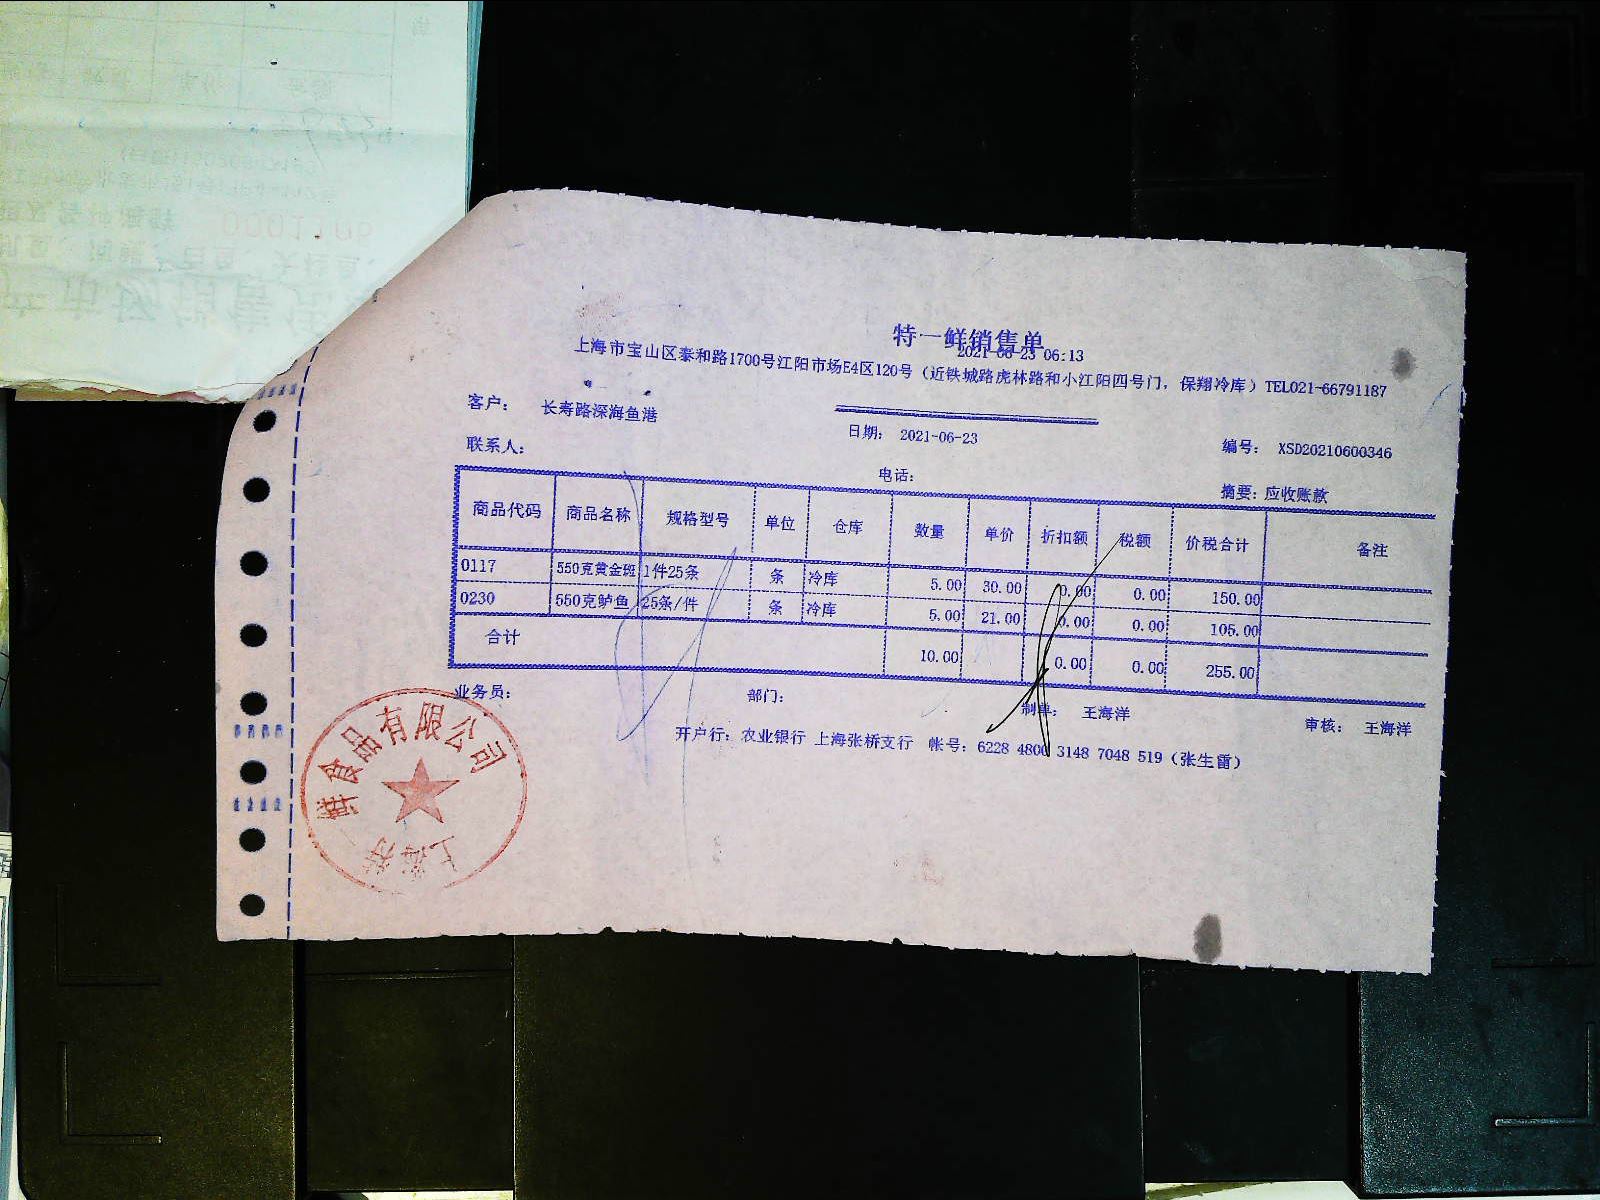 特一鲜销售单
2021-06-23 06:13
上海市宝山区泰和路1700号江阳市场E4区120号（近铁城路虎林路和小江阳四号门，保翔冷库）TEL021-66791187
客户： 长寿路深海鱼港
日期： 2021-06-23
编号： XSD20210600346
联系人：
电话：
摘要：应收账款
商品代码 商品名称 规格型号 单位 仓库 数量 单价 折扣额 税额 价税合计 备注
0117 550克黄金斑 1件25条 条 冷库 5.00 30.00 0.00 0.00 150.00
0230 550克鲈鱼 25条/件 条 冷库 5.00 21.00 0.00 0.00 105.00
合计 10.00 0.00 0.00 255.00
业务员： 部门： 制单： 王海洋 审核： 王海洋
开户行：农业银行 上海张桥支行 帐号：6228 4800 3148 7048 519（张生雷）
上海特一鲜食品有限公司